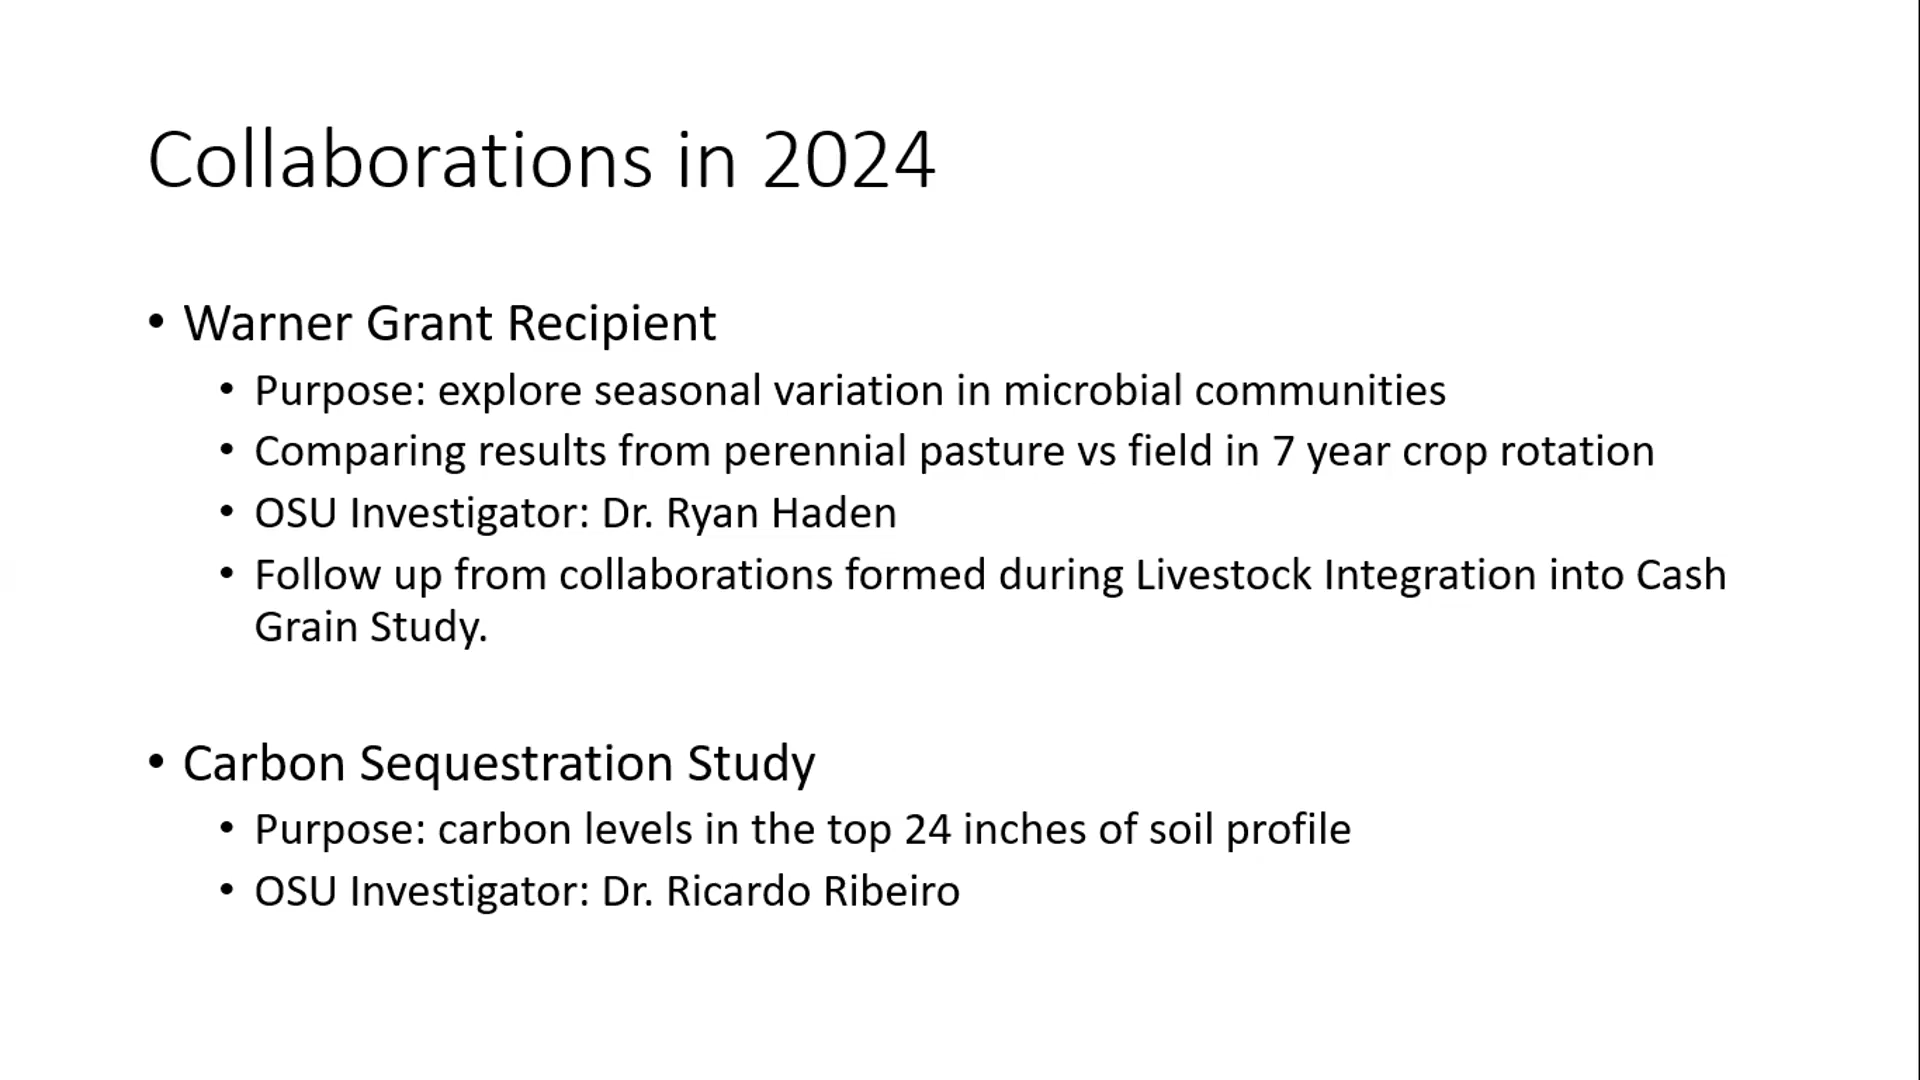 Collaborations in 2024
• Warner Grant Recipient
• Purpose: explore seasonal variation in microbial communities
• Comparing results from perennial pasture vs field in 7 year crop rotation
• OSU Investigator: Dr. Ryan Haden
• Follow up from collaborations formed during Livestock Integration into Cash
Grain Study.
• Carbon Sequestration Study
• Purpose: carbon levels in the top 24 inches of soil profile
• OSU Investigator: Dr. Ricardo Ribeiro